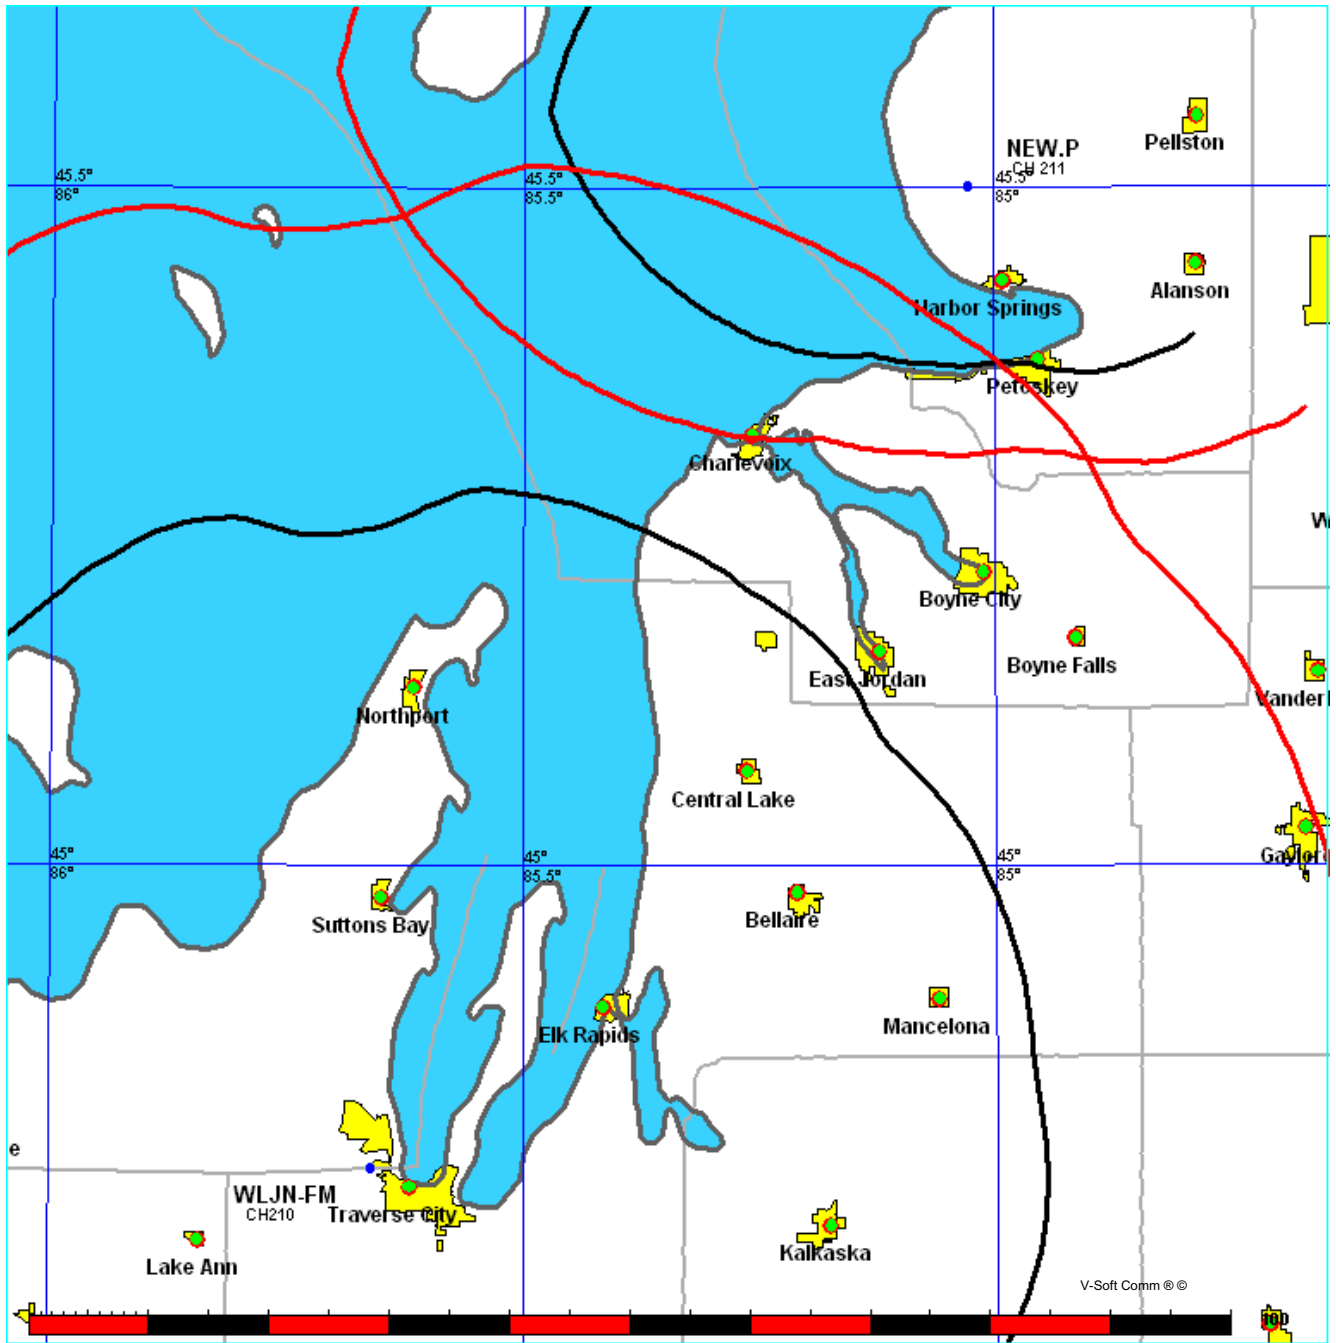 Pellston
NEW.P
CH 211
45.5°
86°
45.5°
85.5°
45.5°
85°
Alanson
Harbor Springs
Petoskey
Charlevoix
W
Boyne City
Boyne Falls
East Jordan
Vander
Northport
Central Lake
45°
86°
45°
85.5°
45°
85°
Gaylord
Suttons Bay
Bellaire
Mancelona
Elk Rapids
e
WLJN-FM
CH210
Traverse City
Kalkaska
Lake Ann
V-Soft Comm ® ©
100